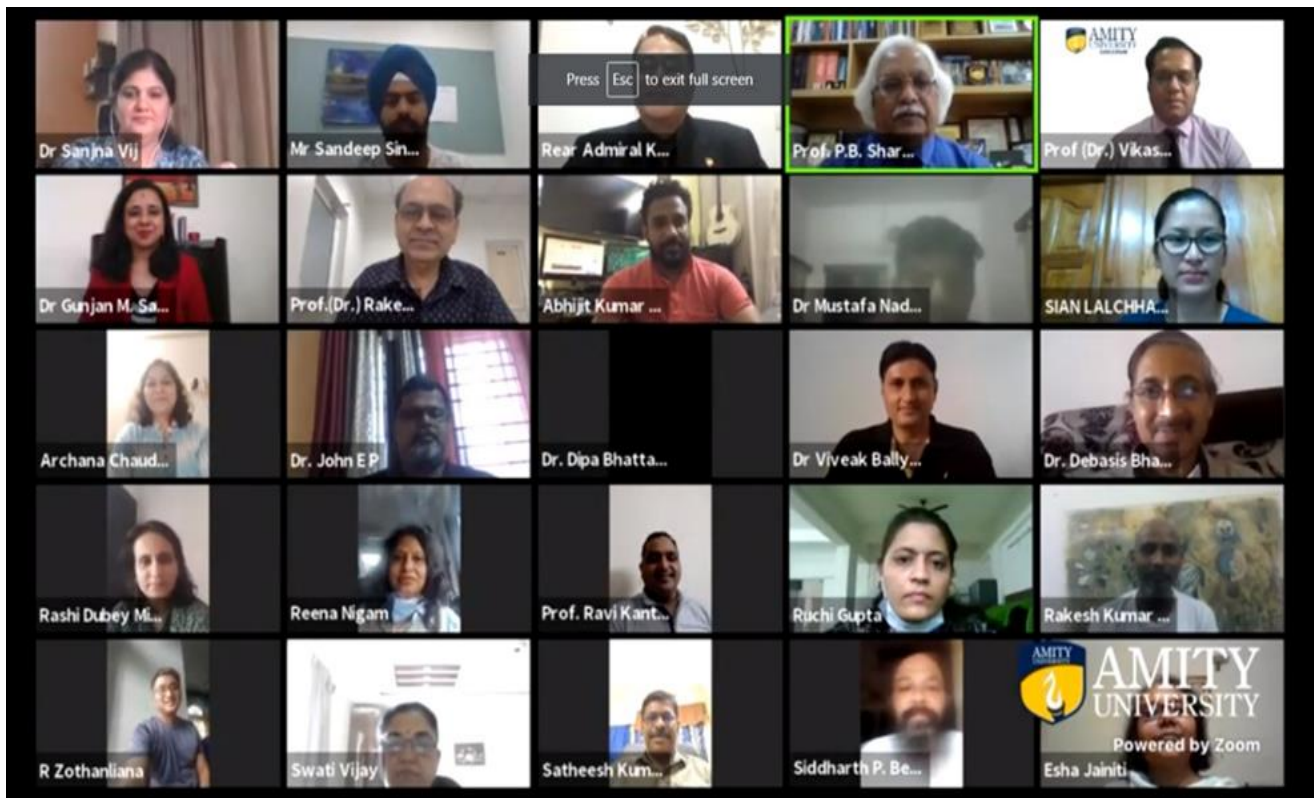 Press Esc to exit full screen
AMITY
UNIVERSITY
Dr Sanjna Vij
Mr Sandeep Sin...
Rear Admiral K...
Prof. P.B. Shar...
Prof (Dr.) Vikas...
Dr Gunjan M. Sa...
Prof.(Dr.) Rake...
Abhijit Kumar ...
Dr Mustafa Nad...
SIAN LALCHHA...
Archana Chaud...
Dr. John E P
Dr. Dipa Bhatta...
Dr Viveak Bally...
Dr. Debasis Bha...
Rashi Dubey Mi...
Reena Nigam
Prof. Ravi Kant...
Ruchi Gupta
Rakesh Kumar ...
AMITY
UNIVERSITY
AMITY
UNIVERSITY
Powered by Zoom
R Zothanliana
Swati Vijay
Satheesh Kum...
Siddharth P. Be...
Esha Jainiti